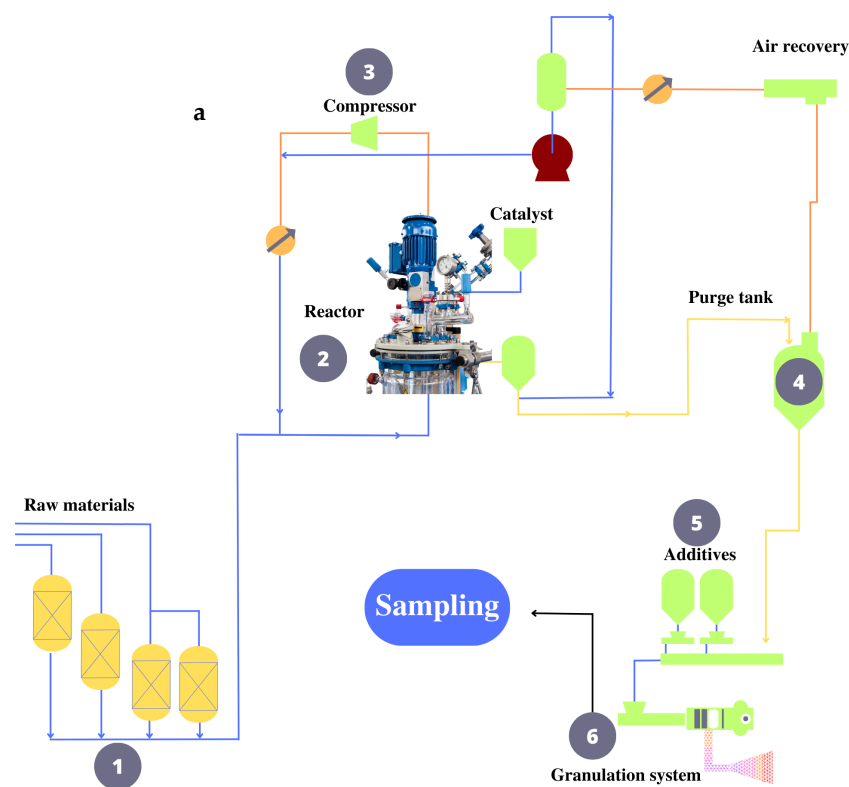 Air recovery
3
Compressor
a
Catalyst
Purge tank
Reactor
2
4
Raw materials
5
Additives
Sampling
6
1
Granulation system